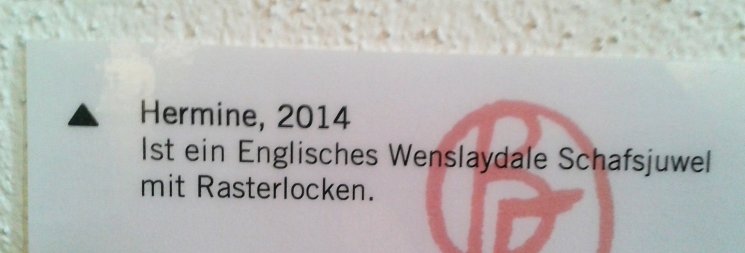 ▲ Hermine, 2014
Ist ein Englisches Wenslaydale Schafsjuwel
mit Rasterlocken.